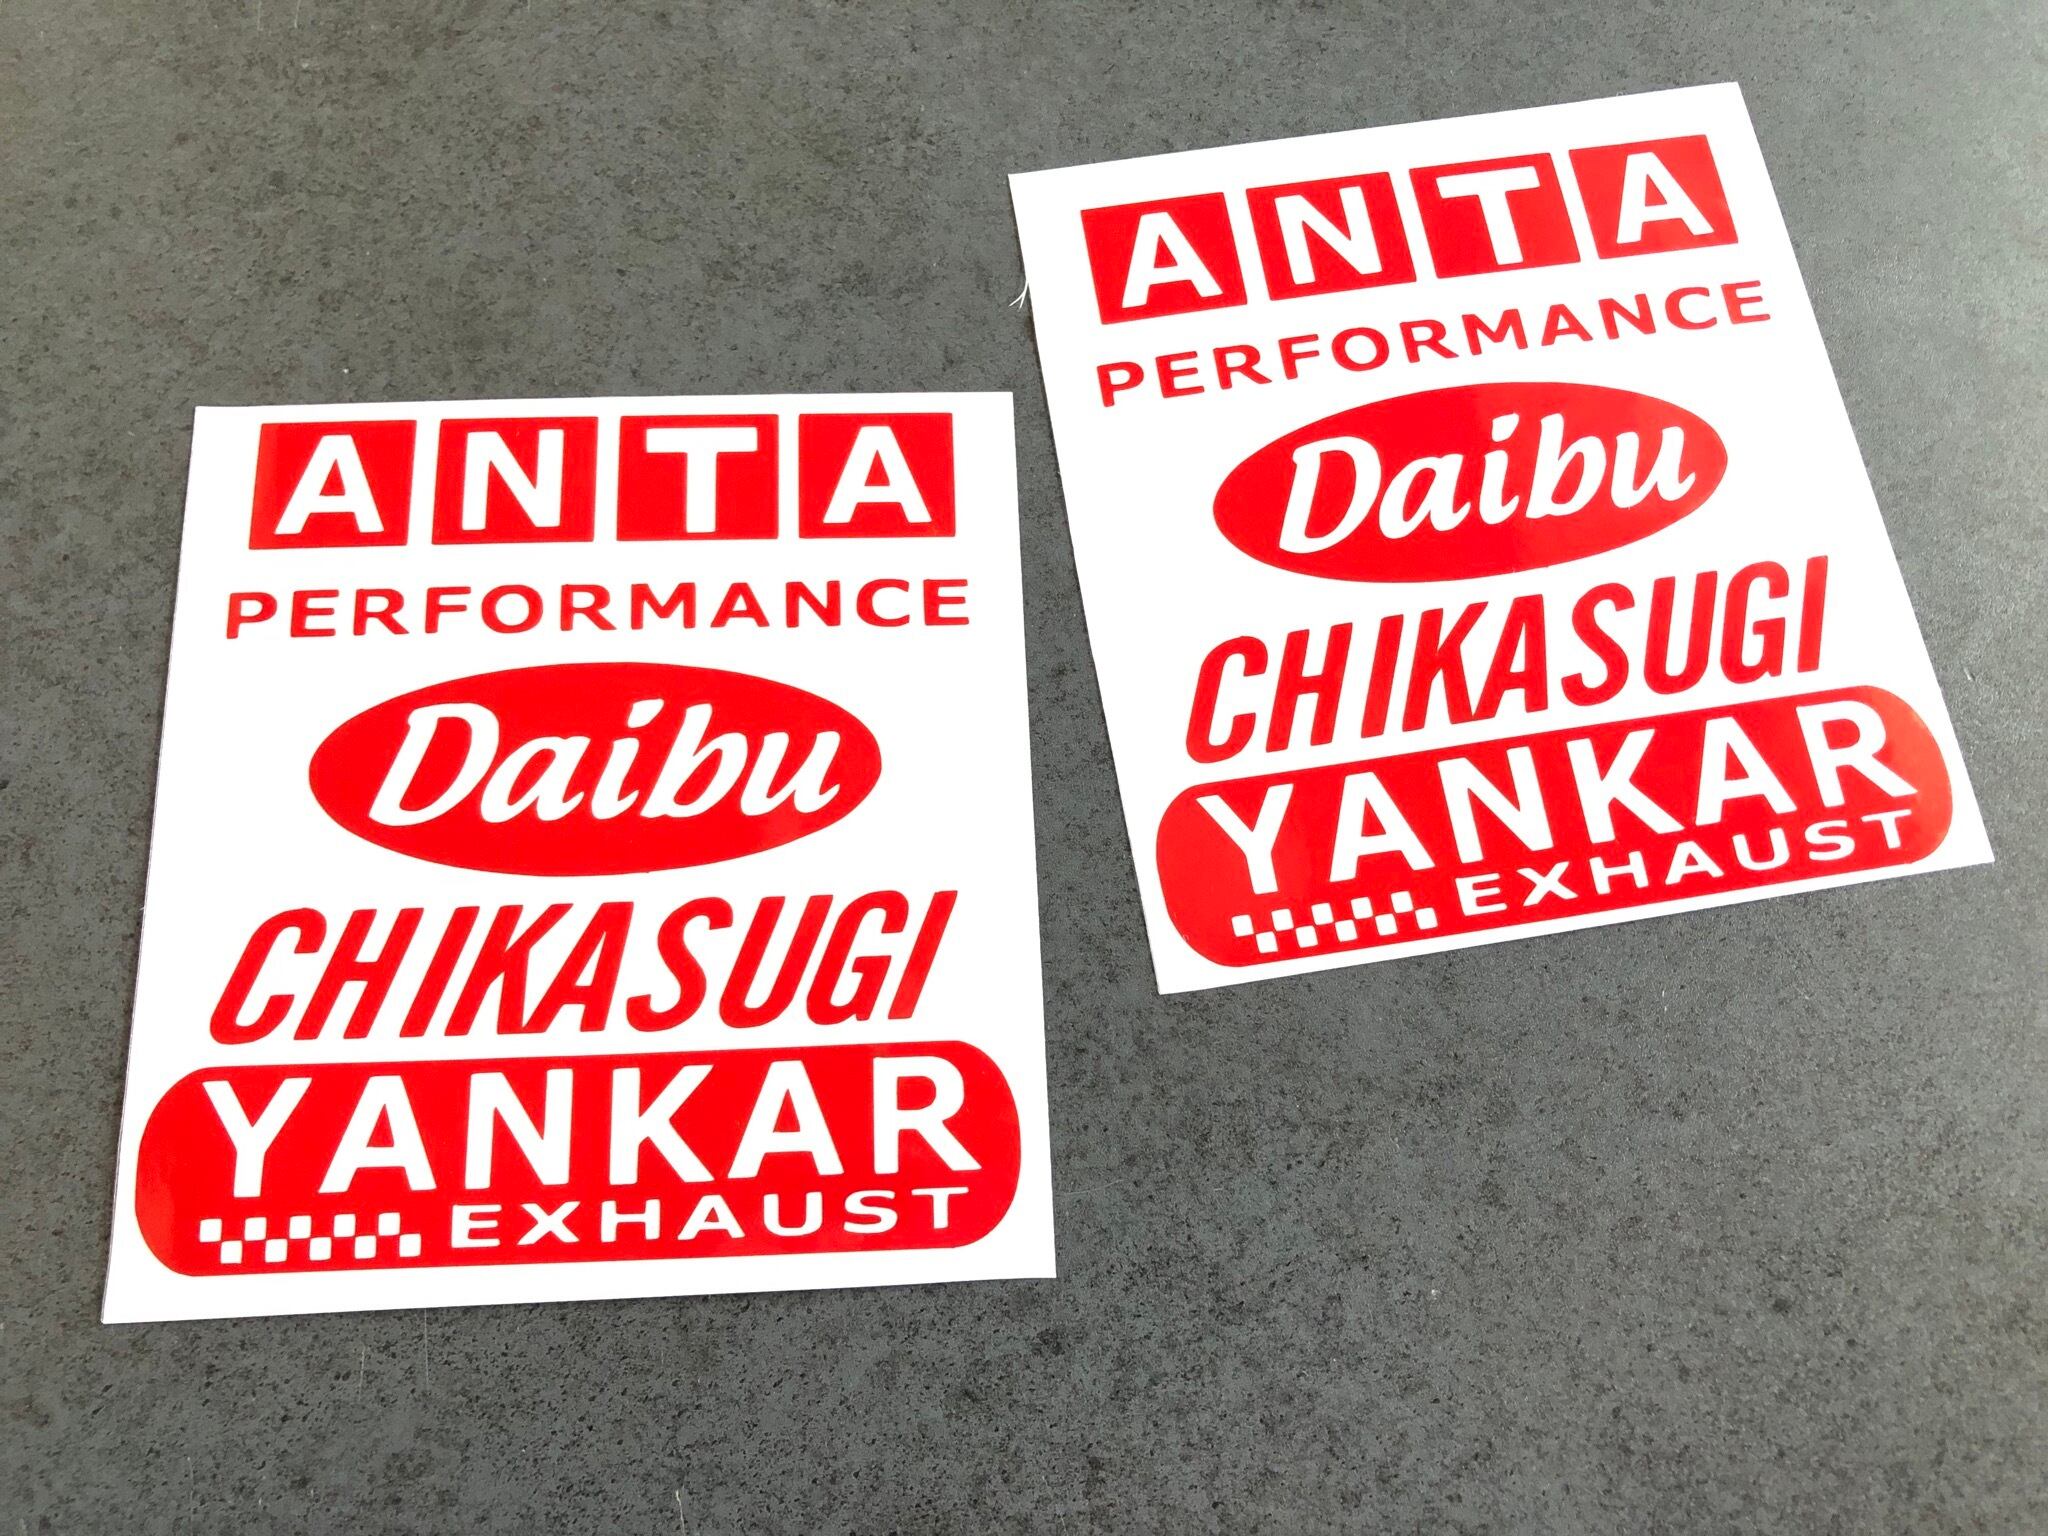 ANTA
PERFORMANCE
Daibu
CHIKASUGI
YANKAR
EXHAUST
ANTA
PERFORMANCE
Daibu
CHIKASUGI
YANKAR
EXHAUST